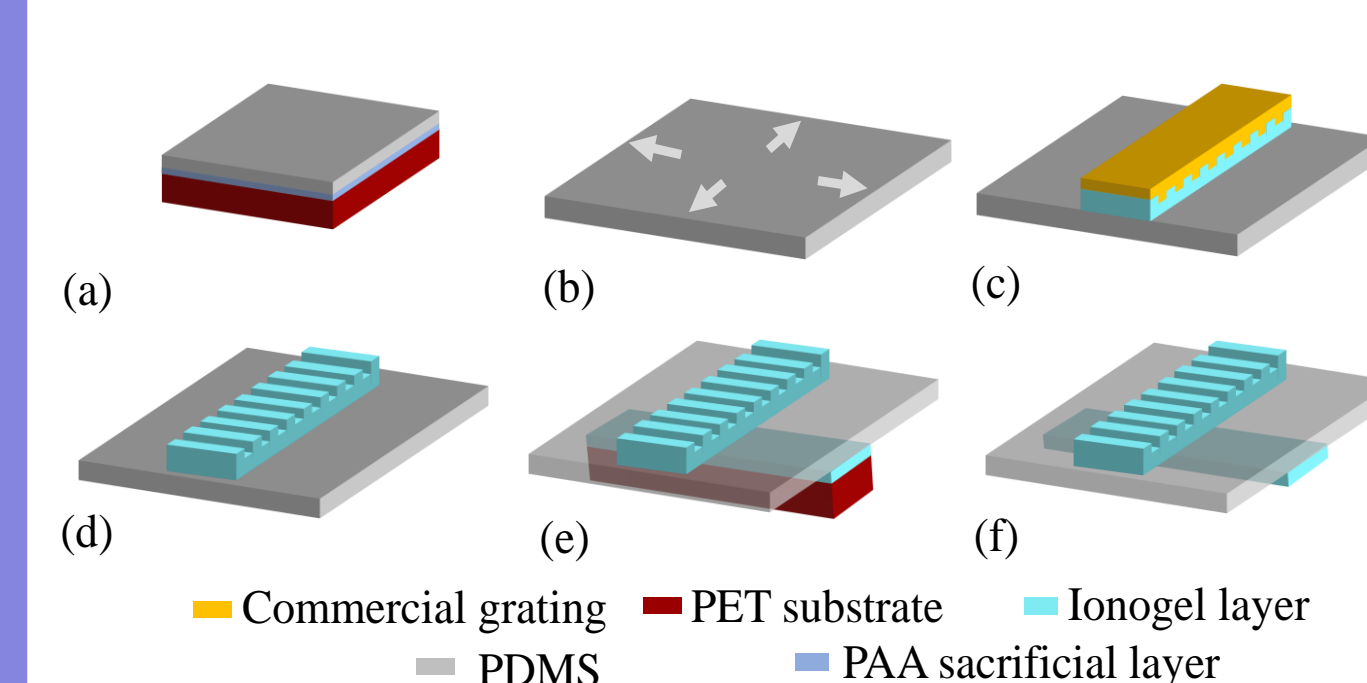 (a)
(b)
(c)
(d)
(e)
(f)
Commercial grating PET substrate Ionogel layer
PDMS PAA sacrificial layer